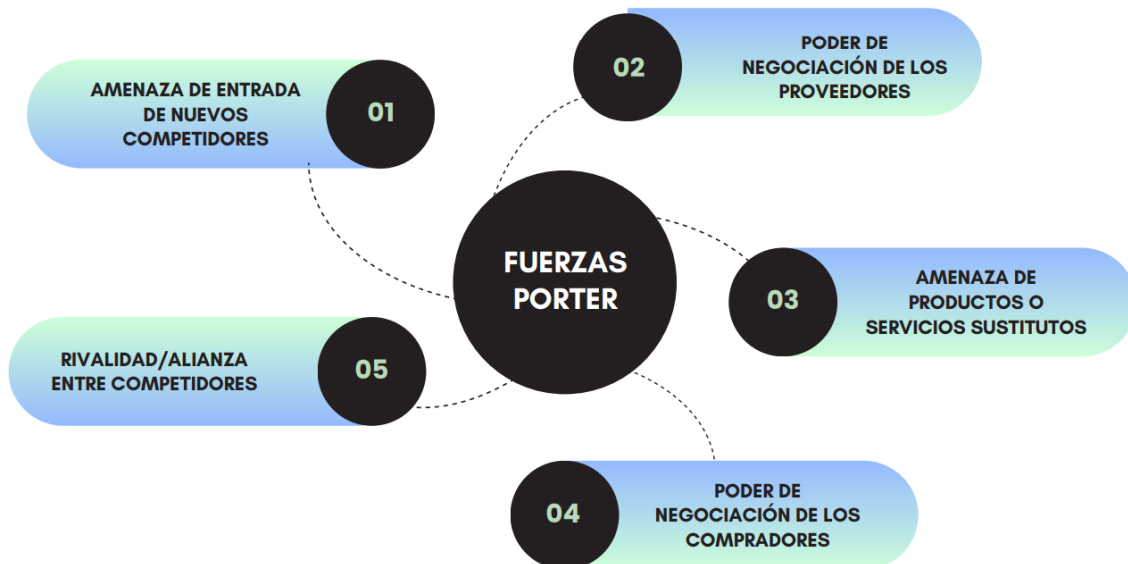 FUERZAS
PORTER
AMENAZA DE ENTRADA
DE NUEVOS
COMPETIDORES
01
02
PODER DE
NEGOCIACIÓN DE LOS
PROVEEDORES
03
AMENAZA DE
PRODUCTOS O
SERVICIOS SUSTITUTOS
04
PODER DE
NEGOCIACIÓN DE LOS
COMPRADORES
RIVALIDAD/ALIANZA
ENTRE COMPETIDORES
05